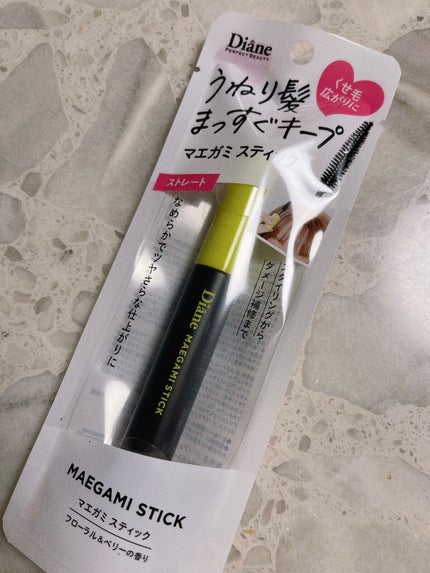 Diane
PERFECT BEAUTY
くせ毛
広がりに
うねり髪
まっすぐキープ
マエガミ スティック
ストレート
なめらかでツヤさらな仕上がりに
スタイリングから
ダメージ補修まで
Diane MAEGAMI STICK
MAEGAMI STICK
マエガミ スティック
フローラル&ベリーの香り